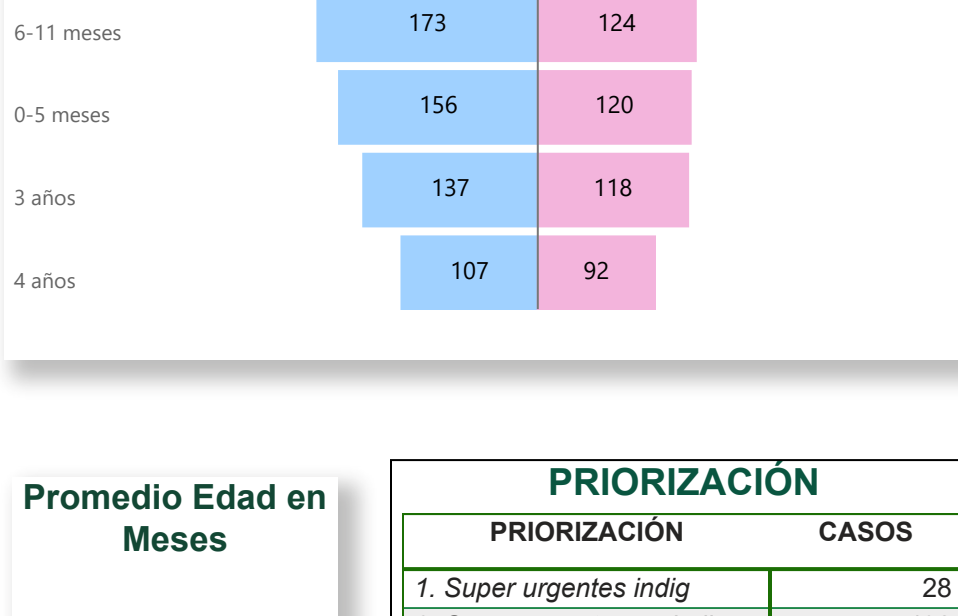 6-11 meses 173 124
0-5 meses 156 120
3 años 137 118
4 años 107 92
Promedio Edad en
Meses
PRIORIZACIÓN
PRIORIZACIÓN CASOS
1. Super urgentes indig 28